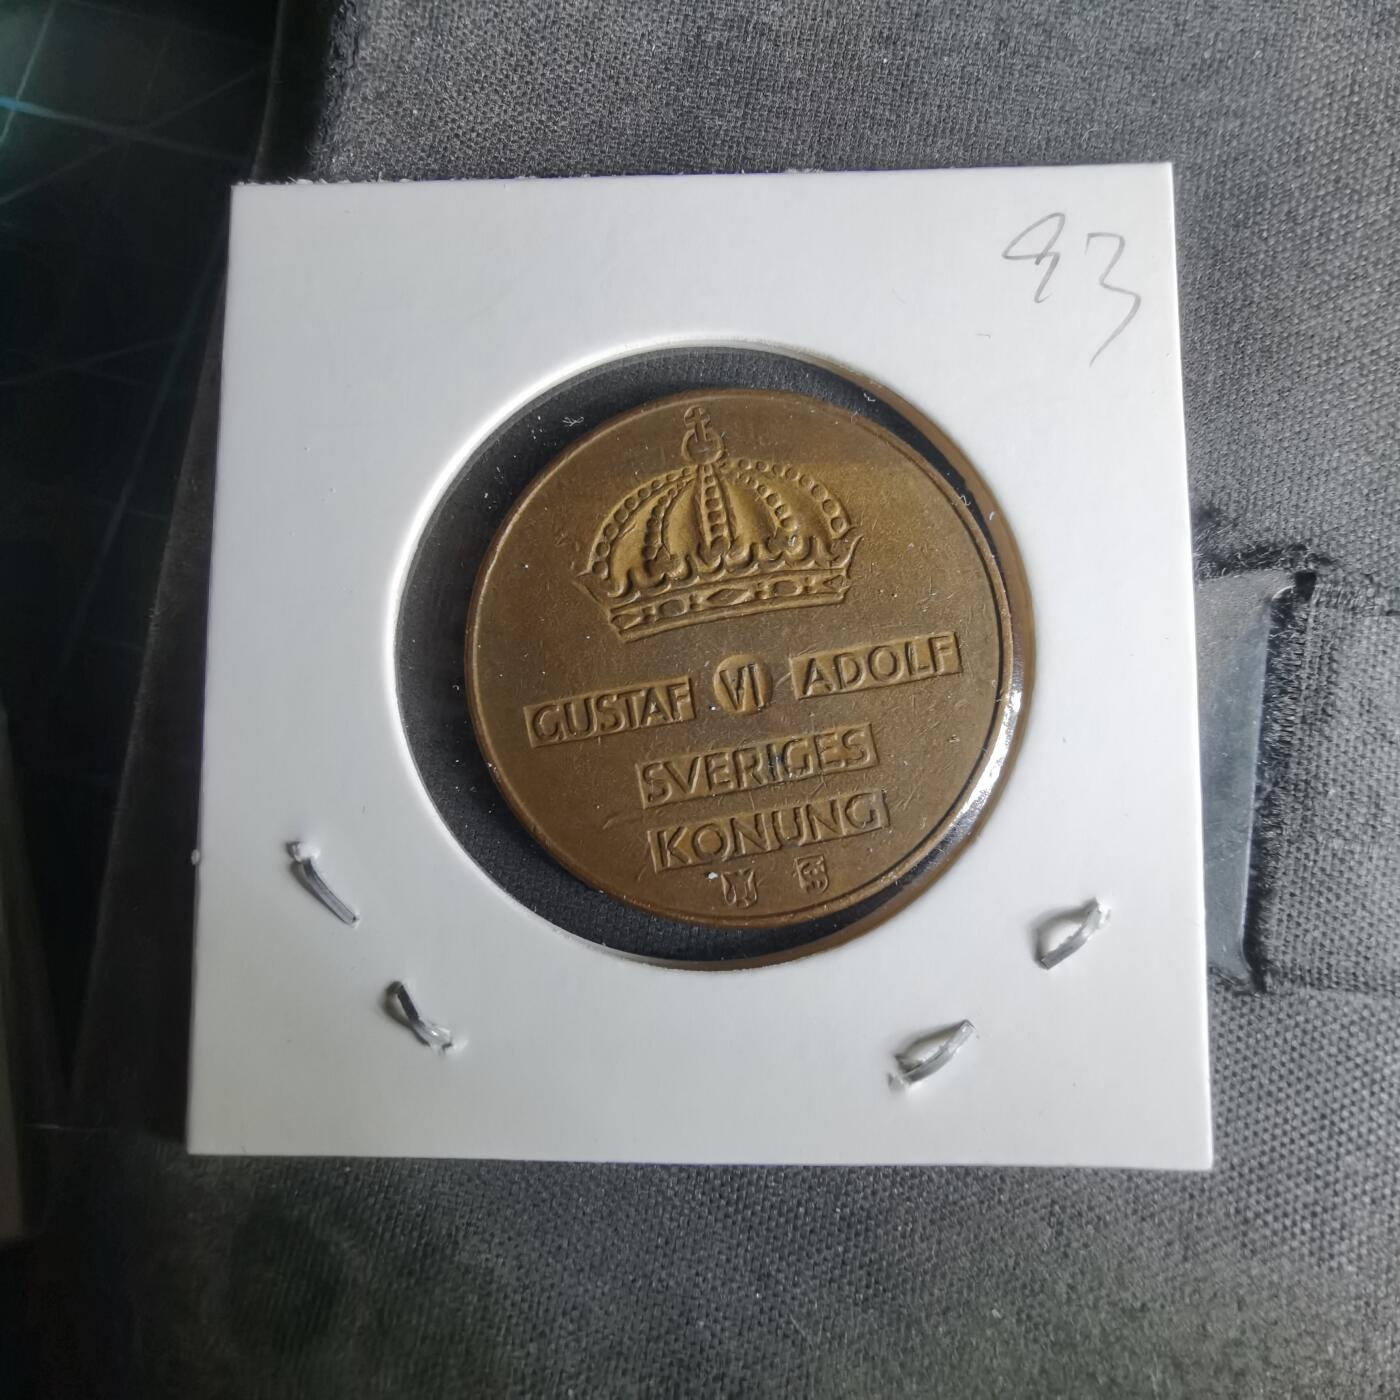 93
GUSTAF VI ADOLF
SVERIGES
KONUNG